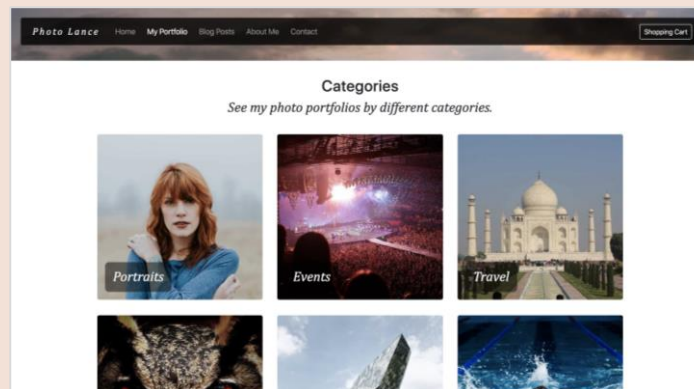 Photo Lance Home My Portfolio Blog Posts About Me Contact Shopping Cart
Categories
See my photo portfolios by different categories.
Portraits Events Travel